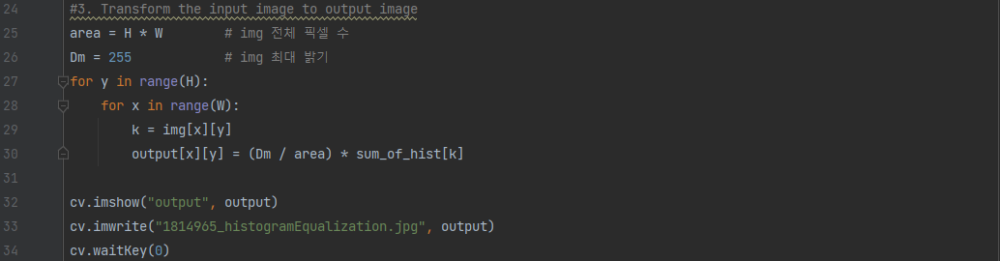 24 #3. Transform the input image to output image
25 area = H * W        # img 전체 픽셀 수
26 Dm = 255            # img 최대 밝기
27 for y in range(H):
28     for x in range(W):
29         k = img[x][y]
30         output[x][y] = (Dm / area) * sum_of_hist[k]
31
32 cv.imshow("output", output)
33 cv.imwrite("1814965_histogramEqualization.jpg", output)
34 cv.waitKey(0)